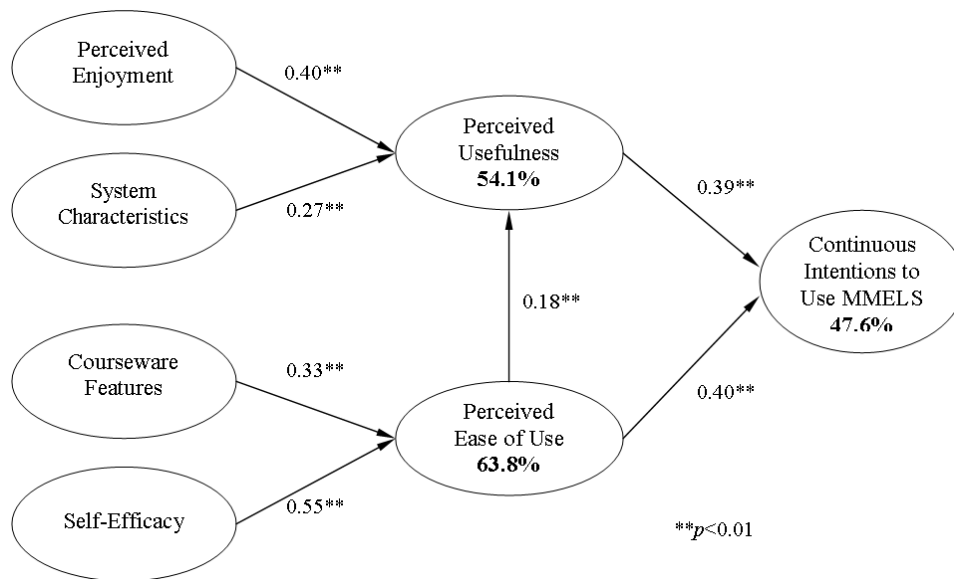 Perceived
Enjoyment
0.40**
System
Characteristics
0.27**
Perceived
Usefulness
54.1%
0.39**
Continuous
Intentions to
Use MMELS
47.6%
0.18**
Courseware
Features
0.33**
Self-Efficacy
0.55**
Perceived
Ease of Use
63.8%
0.40**
**p<0.01